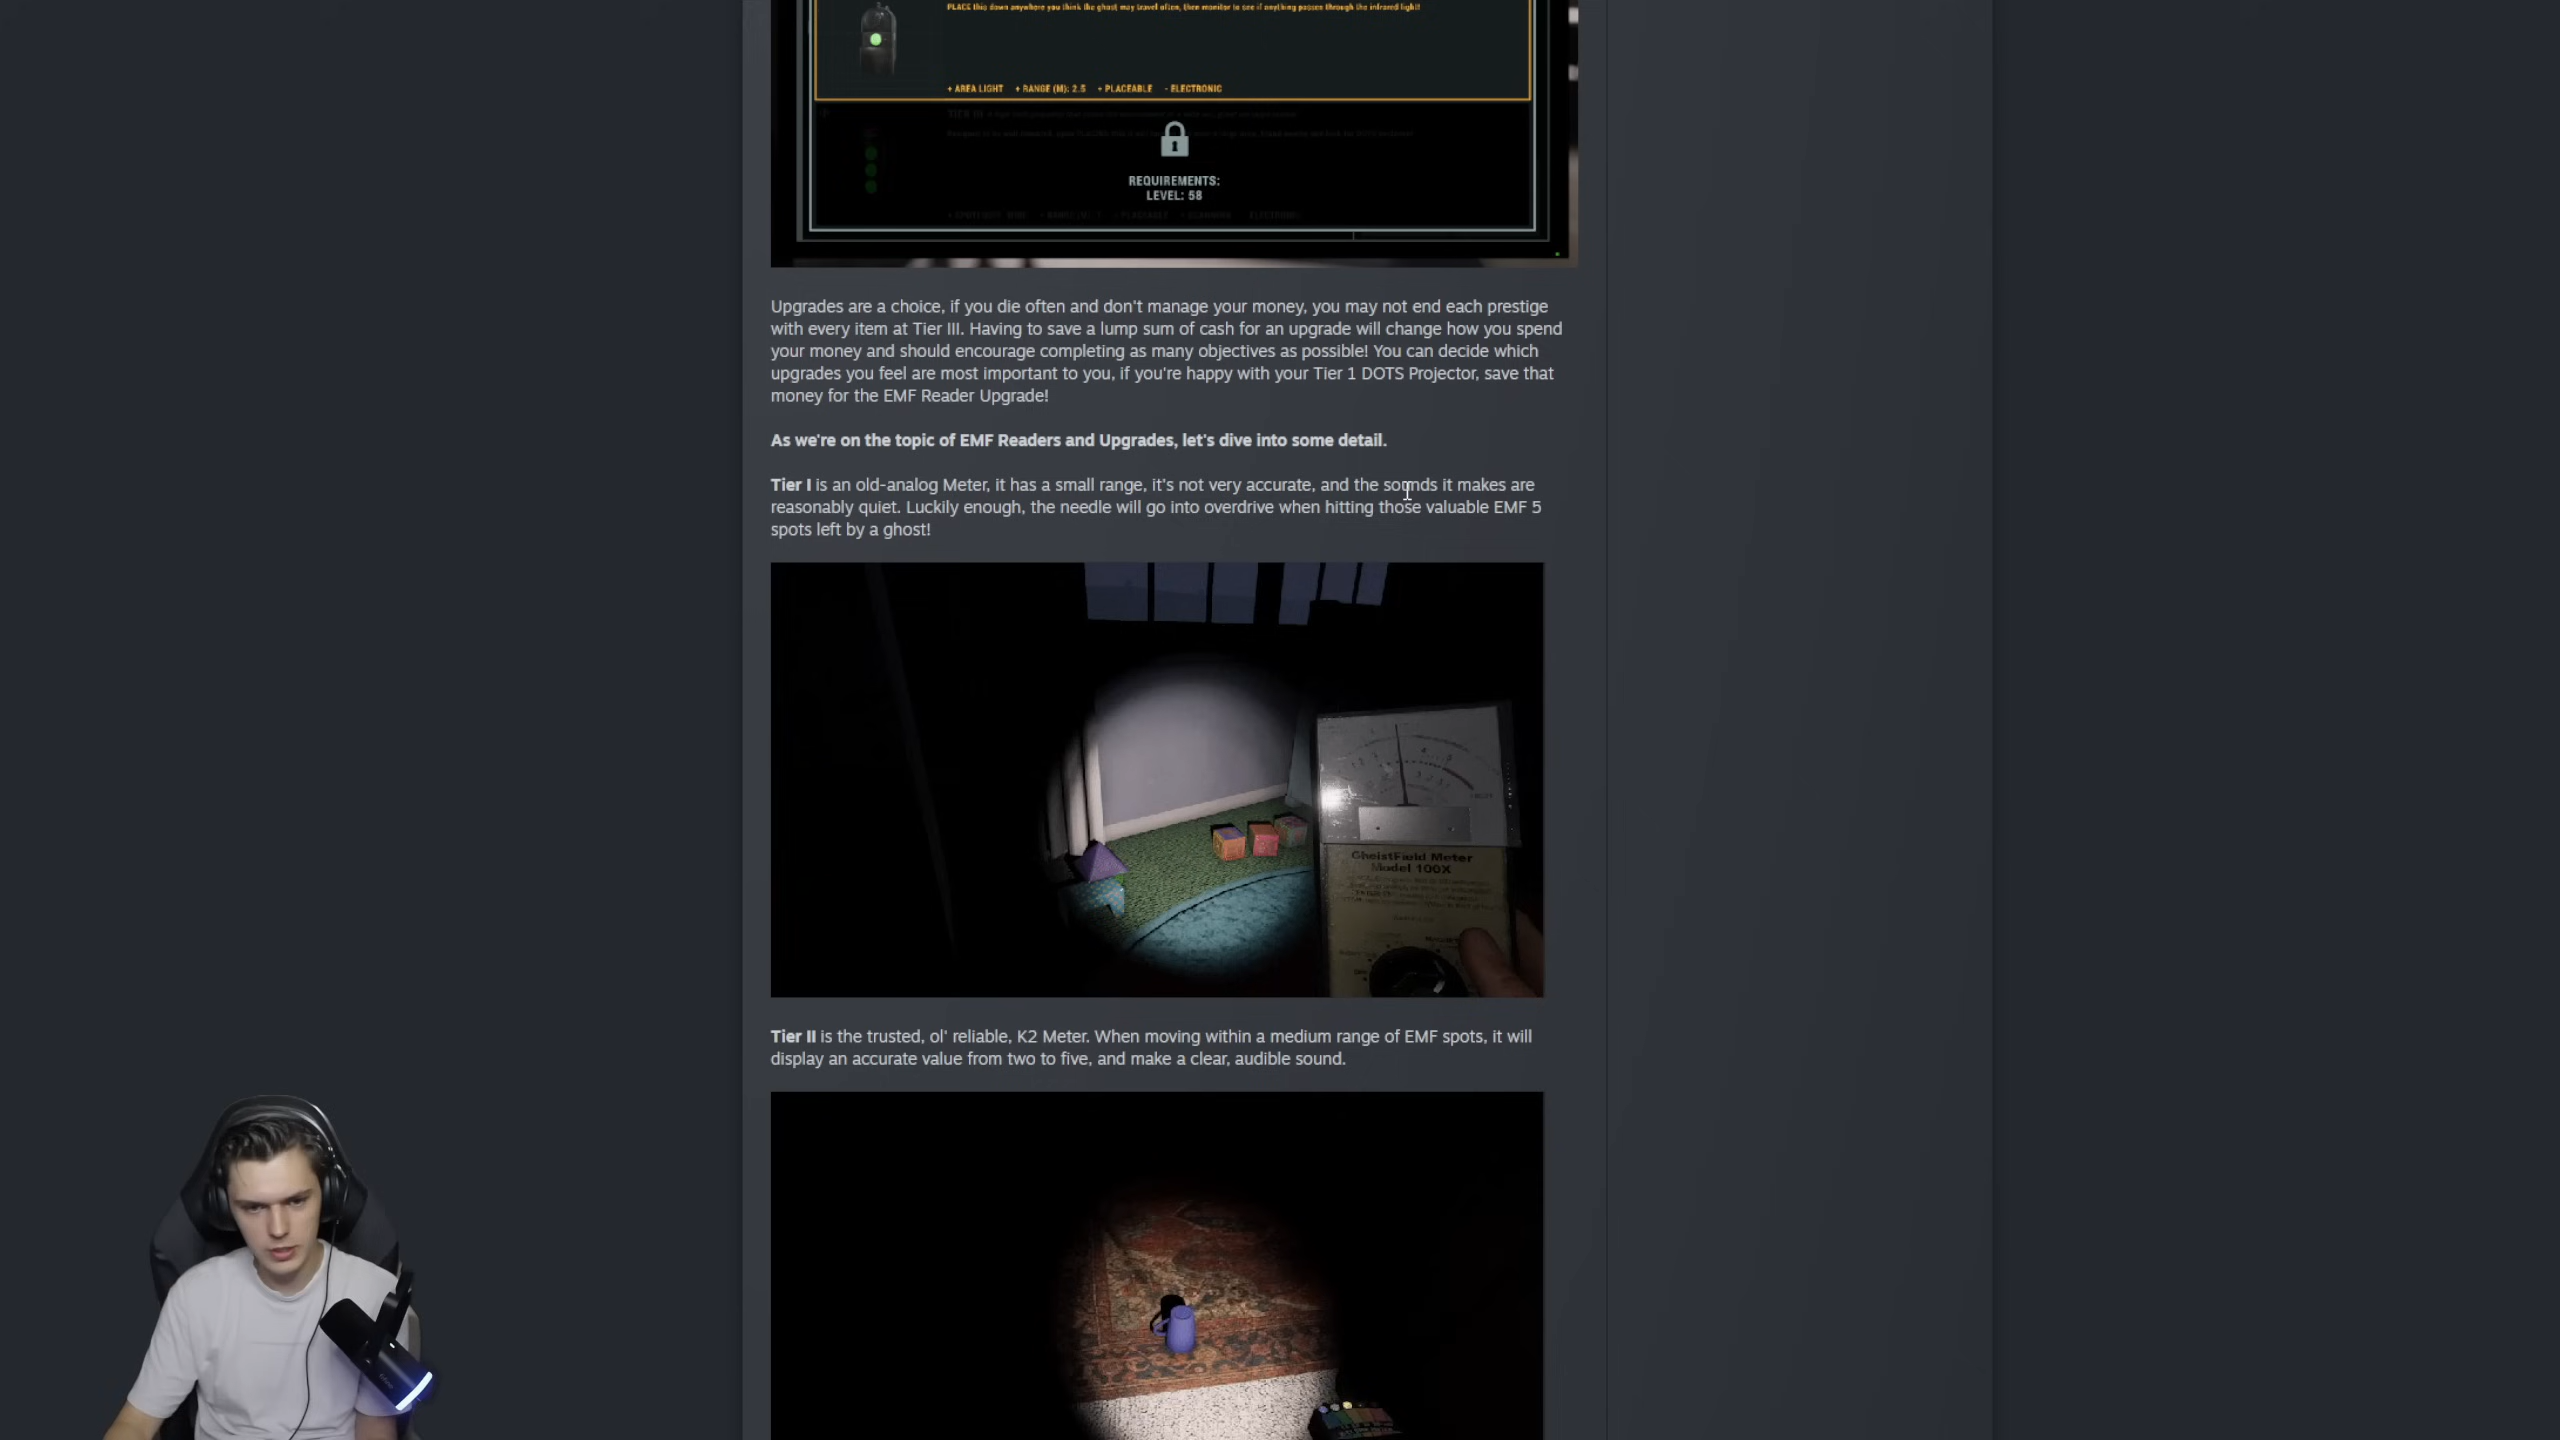 PLACE this down anywhere you think the ghost may travel often, then monitor to see if anything passes through the infrared light!
+ AREA LIGHT + RANGE (M): 2.5 + PLACEABLE - ELECTRONIC
REQUIREMENTS:
LEVEL: 58
Upgrades are a choice, if you die often and don't manage your money, you may not end each prestige
with every item at Tier III. Having to save a lump sum of cash for an upgrade will change how you spend
your money and should encourage completing as many objectives as possible! You can decide which
upgrades you feel are most important to you, if you're happy with your Tier 1 DOTS Projector, save that
money for the EMF Reader Upgrade!
As we're on the topic of EMF Readers and Upgrades, let's dive into some detail.
Tier I is an old-analog Meter, it has a small range, it's not very accurate, and the sounds it makes are
reasonably quiet. Luckily enough, the needle will go into overdrive when hitting those valuable EMF 5
spots left by a ghost!
GheistField Meter
Model 100X
Tier II is the trusted, ol' reliable, K2 Meter. When moving within a medium range of EMF spots, it will
display an accurate value from two to five, and make a clear, audible sound.